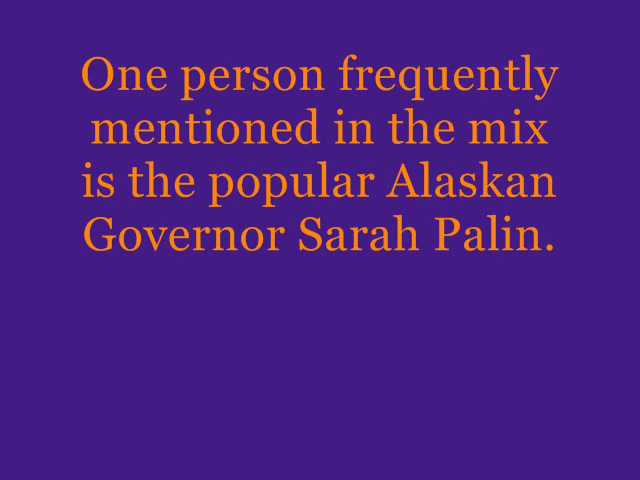 One person frequently
mentioned in the mix
is the popular Alaskan
Governor Sarah Palin.